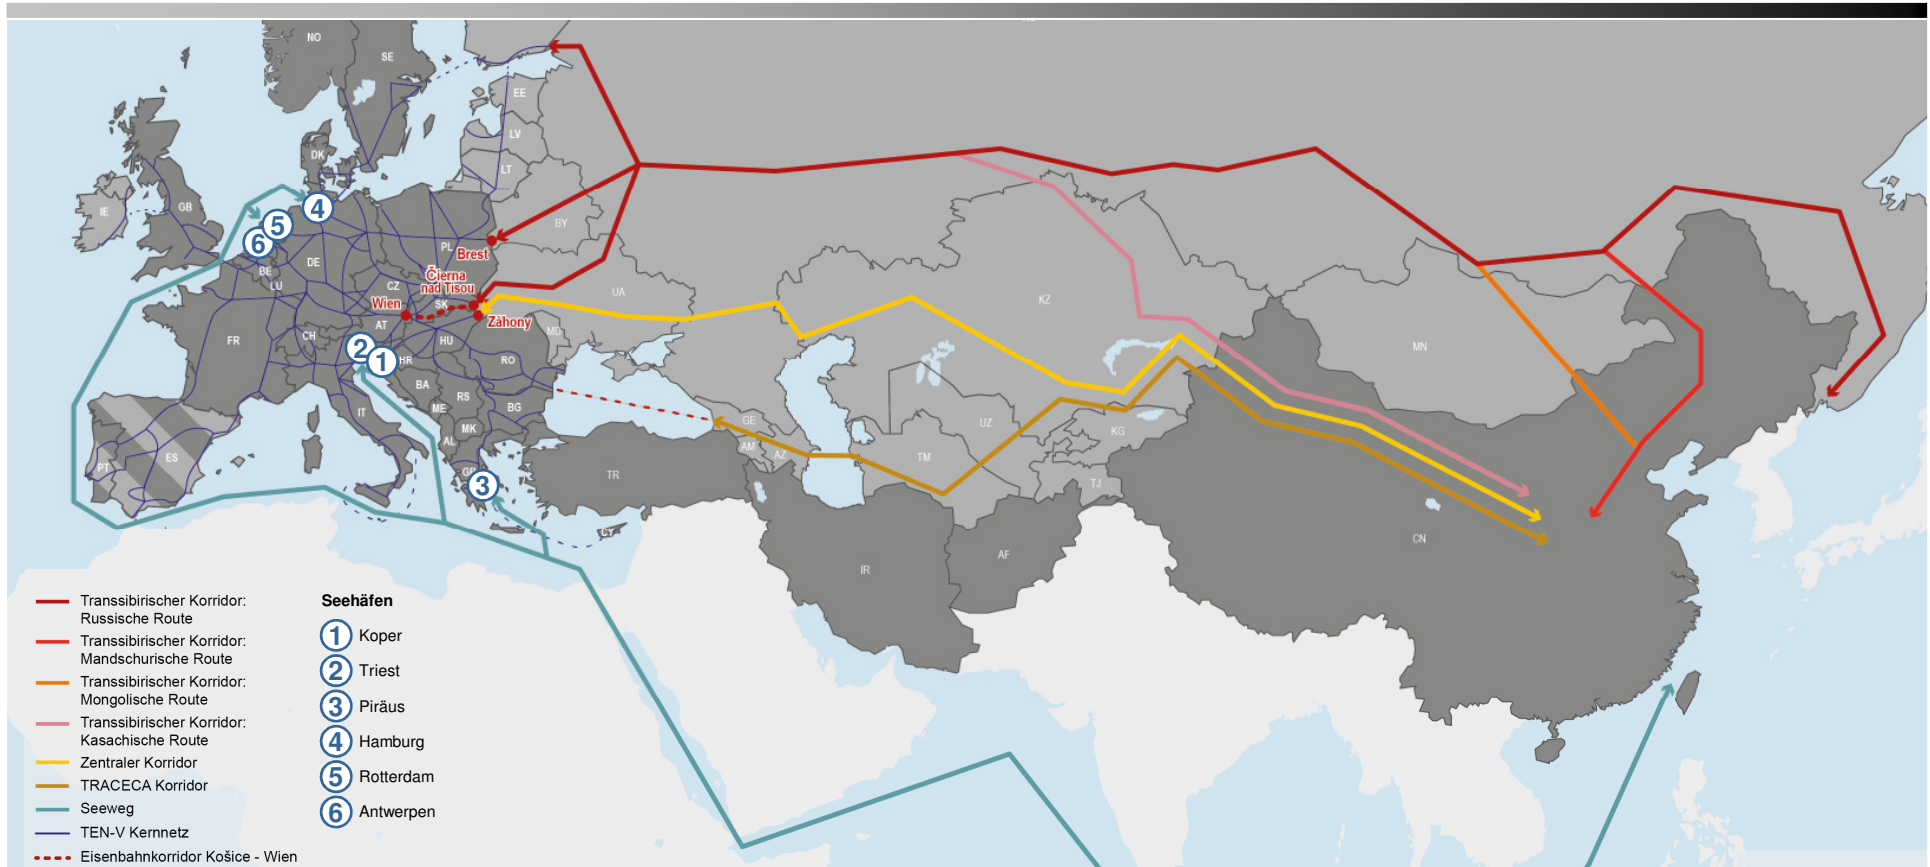 NO
SE
EE
LV
DK
LT
IE
GB
BY
PL
Brest
DE
BE
LU
Čierna
nad Tisou
CZ
SK
UA
KZ
Wien
Záhony
AT
MD
FR
CH
HU
MN
2
1
HR
RO
BA
RS
ME
BG
IT
MK
AL
GE
UZ
KG
AM
AZ
TM
ES
PT
GR
TR
TJ
3
4
5
6
CY
CN
AF
IR
Transsibirischer Korridor:
Russische Route
Transsibirischer Korridor:
Mandschurische Route
Transsibirischer Korridor:
Mongolische Route
Transsibirischer Korridor:
Kasachische Route
Zentraler Korridor
TRACECA Korridor
Seeweg
TEN-V Kernnetz
Eisenbahnkorridor Košice - Wien
Seehäfen
1 Koper
2 Triest
3 Piräus
4 Hamburg
5 Rotterdam
6 Antwerpen